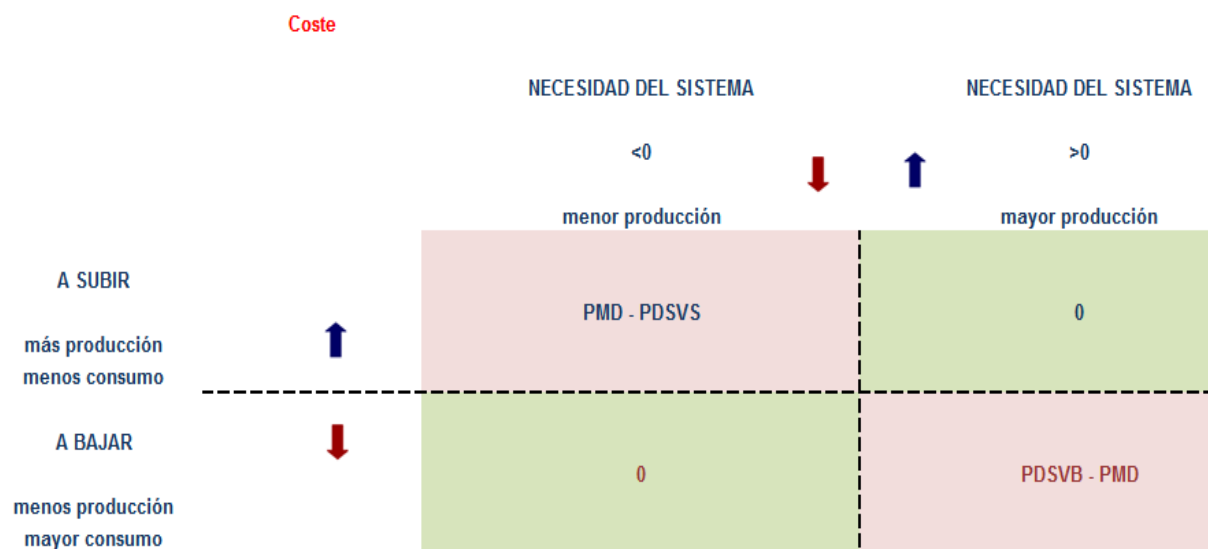 Coste
NECESIDAD DEL SISTEMA NECESIDAD DEL SISTEMA
<0 >0
menor producción mayor producción
A SUBIR
PMD - PDSVS 0
más producción
menos consumo
A BAJAR
0 PDSVB - PMD
menos producción
mayor consumo